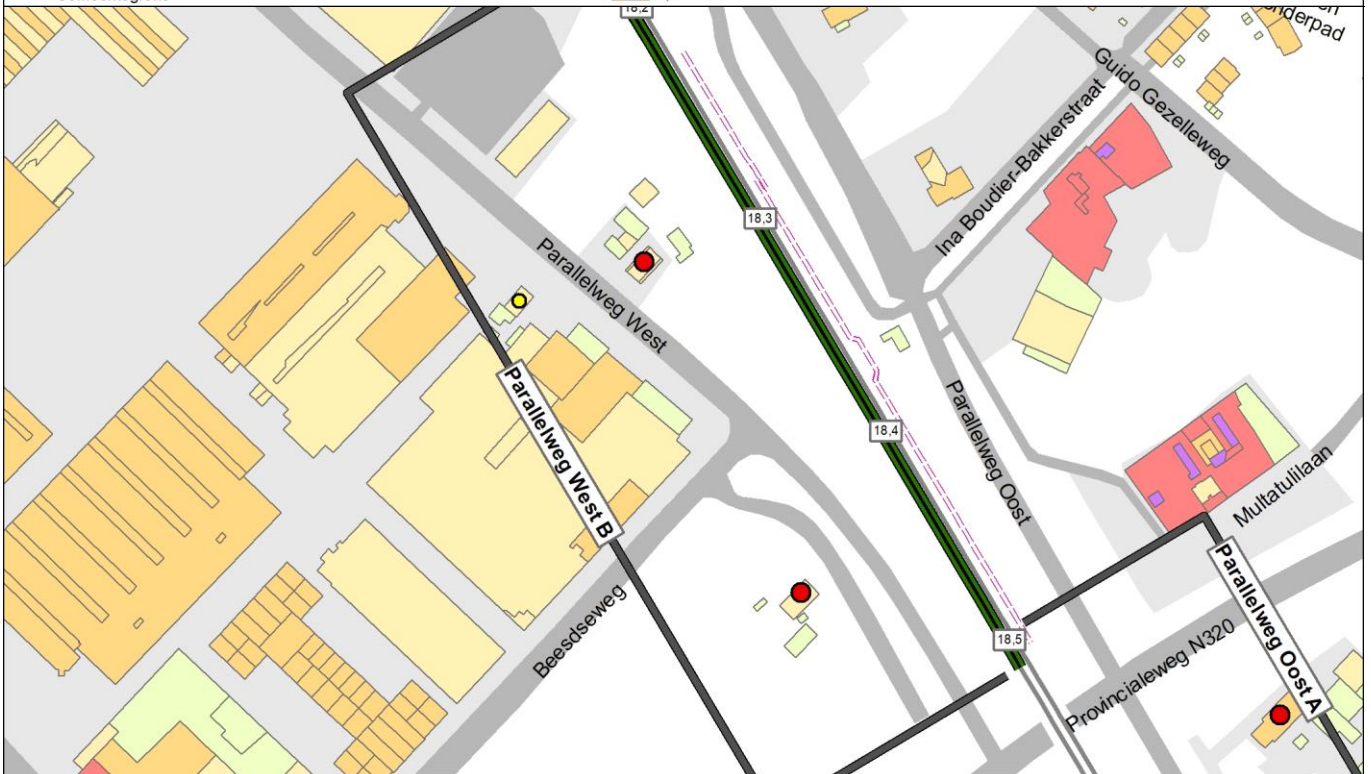 18,2
onderpad
Guido Gezelleweg
Ina Boudier-Bakkerstraat
18,3
Parallelweg West
Parallelweg West B
18,4
Parallelweg Oost
Multatulilaan
Beesdseweg
18,5
Provincialeweg N320
Parallelweg Oost A